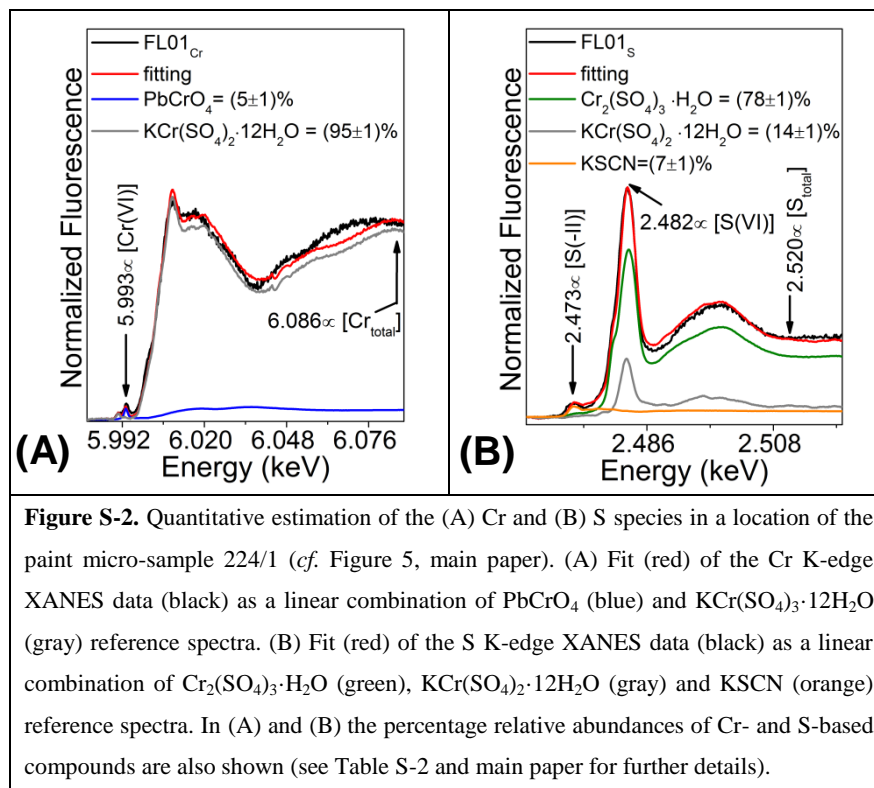 FL01Cr
fitting
PbCrO4= (5±1)%
KCr(SO4)2·12H2O = (95±1)%
Normalized Fluorescence
5.993∝ [Cr(VI)]
6.086∝ [Crtotal]
5.992 6.020 6.048 6.076
Energy (keV)
(A)
FL01S
fitting
Cr2(SO4)3·H2O = (78±1)%
KCr(SO4)2 ·12H2O = (14±1)%
KSCN=(7±1)%
Normalized Fluorescence
2.473∝ [S(-II)]
2.482∝ [S(VI)]
2.520∝ [Stotal]
2.486 2.508
Energy (keV)
(B)
Figure S-2. Quantitative estimation of the (A) Cr and (B) S species in a location of the
paint micro-sample 224/1 (cf. Figure 5, main paper). (A) Fit (red) of the Cr K-edge
XANES data (black) as a linear combination of PbCrO4 (blue) and KCr(SO4)3·12H2O
(gray) reference spectra. (B) Fit (red) of the S K-edge XANES data (black) as a linear
combination of Cr2(SO4)3·H2O (green), KCr(SO4)2·12H2O (gray) and KSCN (orange)
reference spectra. In (A) and (B) the percentage relative abundances of Cr- and S-based
compounds are also shown (see Table S-2 and main paper for further details).